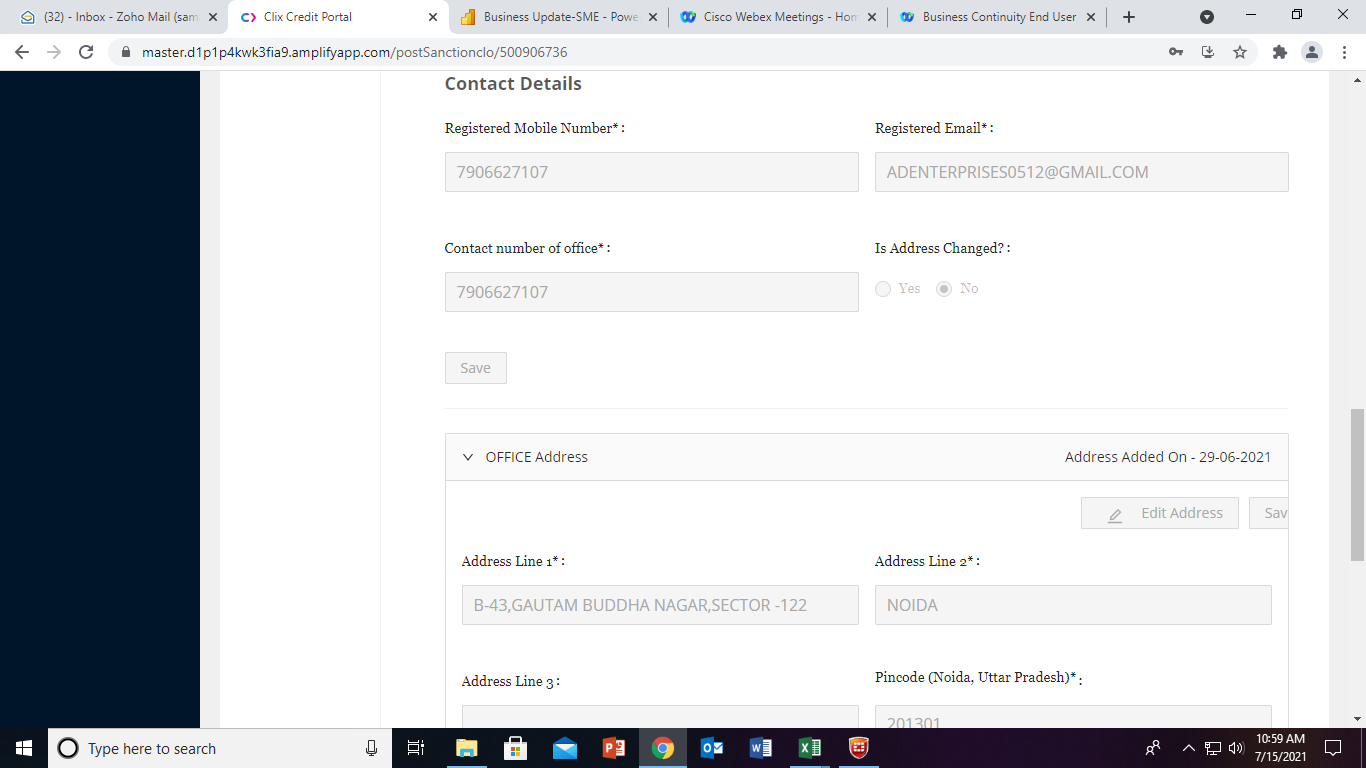 (32) - Inbox - Zoho Mail (sam
Clix Credit Portal
Business Update-SME - Powe
Cisco Webex Meetings - Hom
Business Continuity End User
master.d1p1p4kwk3fia9.amplifyapp.com/postSanctionclo/500906736
Contact Details
Registered Mobile Number* :
Registered Email* :
7906627107
ADENTERPRISES0512@GMAIL.COM
Contact number of office* :
Is Address Changed? :
7906627107
Yes
No
Save
OFFICE Address
Address Added On - 29-06-2021
Edit Address
Sav
Address Line 1* :
Address Line 2* :
B-43,GAUTAM BUDDHA NAGAR,SECTOR -122
NOIDA
Address Line 3 :
Pincode (Noida, Uttar Pradesh)* :
201301
Type here to search
10:59 AM
7/15/2021